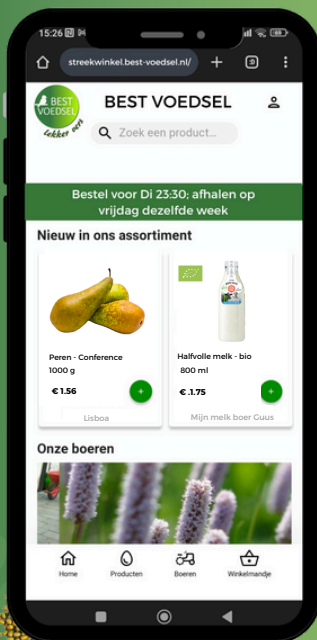 15:26
streekwinkel.best-voedsel.nl/
BEST
VOEDSEL
lekker vers
BEST VOEDSEL
Zoek een product...
Bestel voor Di 23:30; afhalen op
vrijdag dezelfde week
Nieuw in ons assortiment
Peren - Conference
1000 g
€ 1.56
+
Lisboa
Halfvolle melk - bio
800 ml
€ .1.75
+
Mijn melk boer Guus
Onze boeren
Home
Producten
Boeren
Winkelmandje